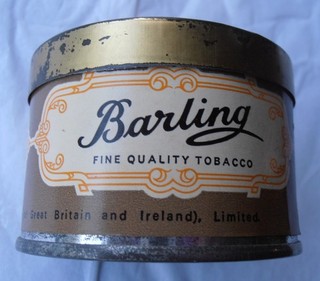 Barling
FINE QUALITY TOBACCO
Great Britain and Ireland), Limited.